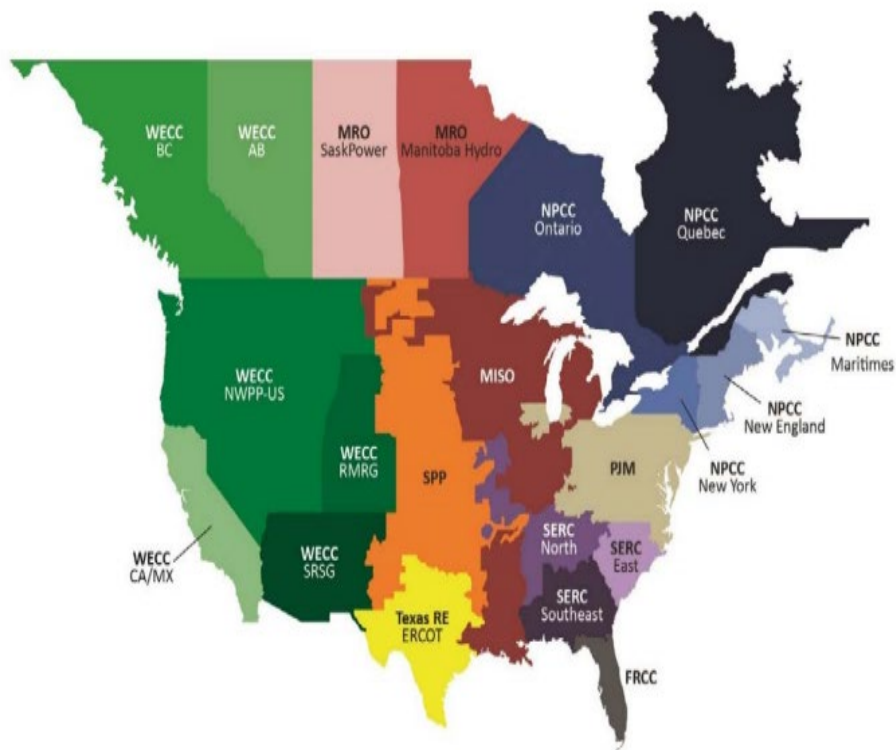 WECC
BC
WECC
AB
MRO
SaskPower
MRO
Manitoba Hydro
NPCC
Ontario
NPCC
Quebec
NPCC
Maritimes
WECC
NWPP-US
MISO
NPCC
New England
WECC
RMRG
SPP
PJM
NPCC
New York
WECC
CA/MX
WECC
SRSG
SERC
North
SERC
East
SERC
Southeast
Texas RE
ERCOT
FRCC